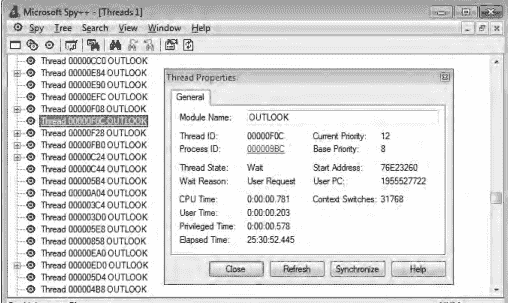 Microsoft Spy++ - [Threads 1]
Spy Tree Search View Window Help
Thread 00000CC0 OUTLOOK
Thread 00000E84 OUTLOOK
Thread 00000E90 OUTLOOK
Thread 00000EFC OUTLOOK
Thread 00000F08 OUTLOOK
Thread 00000F0C OUTLOOK
Thread 00000F28 OUTLOOK
Thread 00000FB0 OUTLOOK
Thread 00000C24 OUTLOOK
Thread 00000C44 OUTLOOK
Thread 000005B4 OUTLOOK
Thread 00000A04 OUTLOOK
Thread 000003C4 OUTLOOK
Thread 000003D0 OUTLOOK
Thread 000005E8 OUTLOOK
Thread 00000858 OUTLOOK
Thread 00000EA0 OUTLOOK
Thread 00000ED0 OUTLOOK
Thread 000005D4 OUTLOOK
Thread 000004B8 OUTLOOK
Thread Properties
General
Module Name: OUTLOOK
Thread ID: 00000F0C Current Priority: 12
Process ID: 000009BC Base Priority: 8
Thread State: Wait Start Address: 76E23260
Wait Reason: User Request User PC: 1955527722
CPU Time: 0:00:00.781 Context Switches: 31768
User Time: 0:00:00.203
Privileged Time: 0:00:00.578
Elapsed Time: 25:30:52.445
Close Refresh Synchronize Help